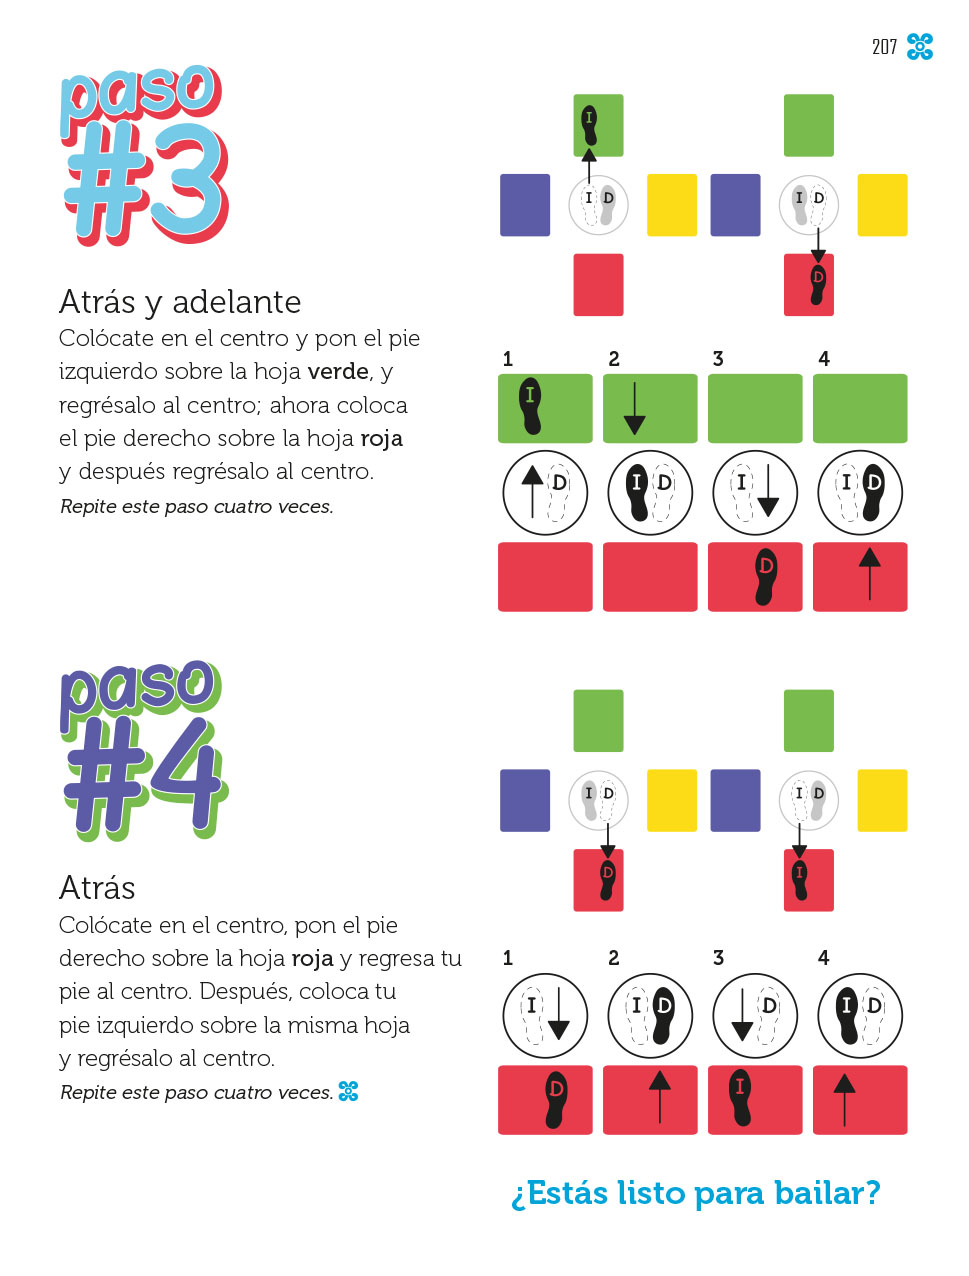 207
paso
#3
Atrás y adelante
Colócate en el centro y pon el pie
izquierdo sobre la hoja verde, y
regrésalo al centro; ahora coloca
el pie derecho sobre la hoja roja
y después regrésalo al centro.
Repite este paso cuatro veces.
I
I D
I D
D
1 2 3 4
I
D I D I I D
D
paso
#4
Atrás
Colócate en el centro, pon el pie
derecho sobre la hoja roja y regresa tu
pie al centro. Después, coloca tu
pie izquierdo sobre la misma hoja
y regrésalo al centro.
Repite este paso cuatro veces.
I D I D
D I
1 2 3 4
I I D D I D
D I
¿Estás listo para bailar?